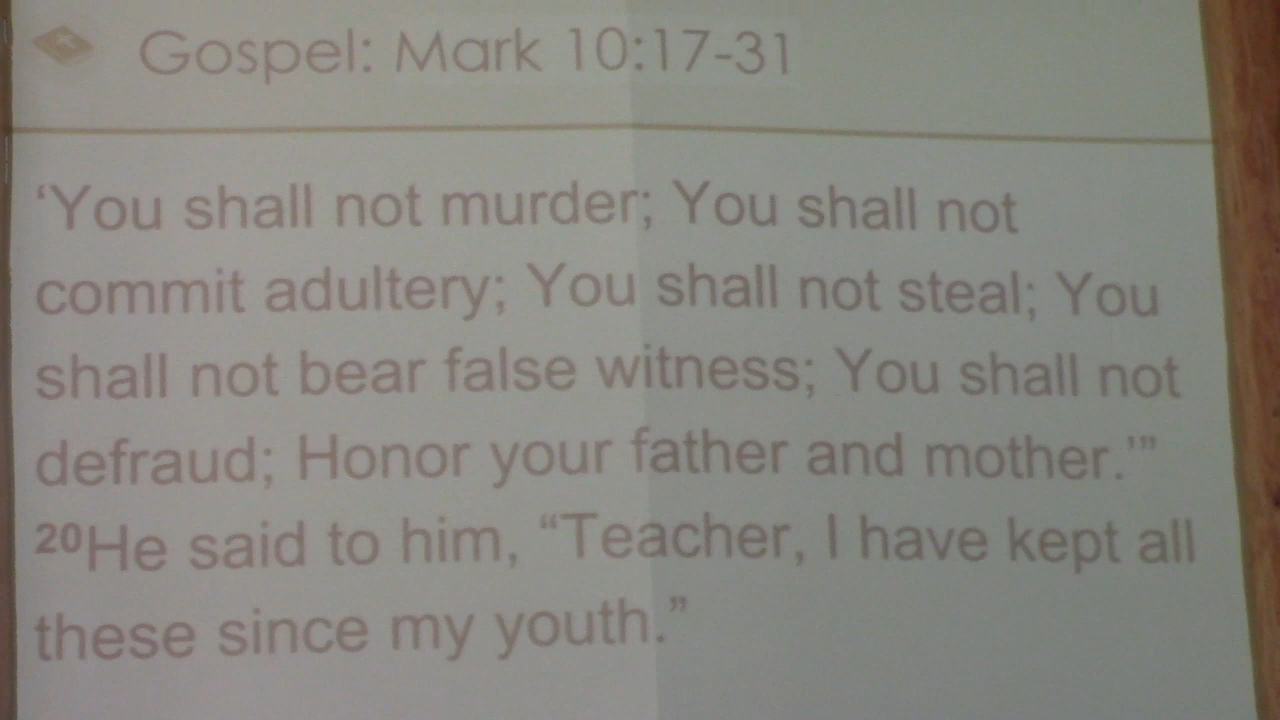 Gospel: Mark 10:17-31
‘You shall not murder; You shall not
commit adultery; You shall not steal; You
shall not bear false witness; You shall not
defraud; Honor your father and mother.’”
²⁰He said to him, “Teacher, I have kept all
these since my youth.”